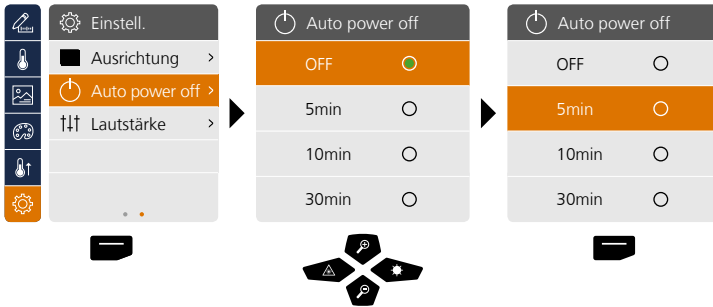 Einstell.
Ausrichtung
Auto power off
Lautstärke
Auto power off
OFF
5min
10min
30min
Auto power off
OFF
5min
10min
30min